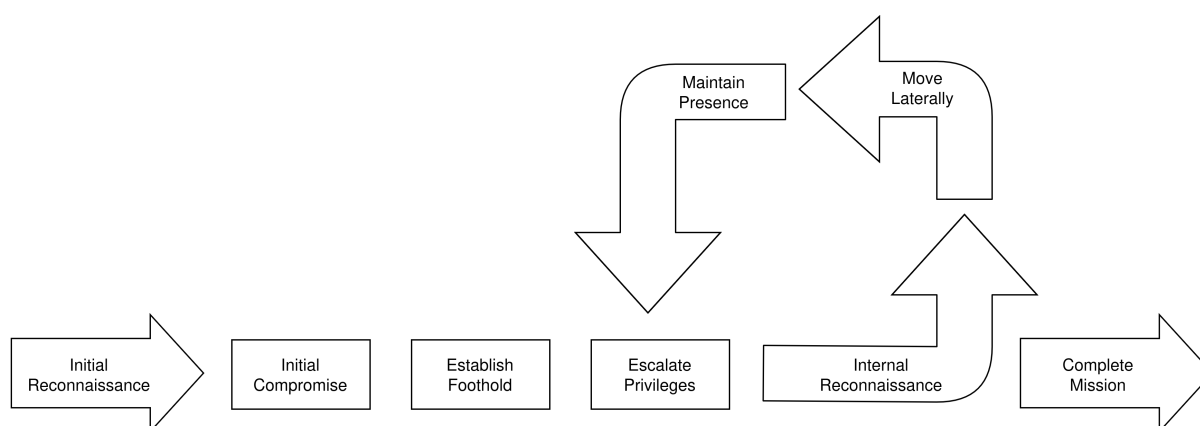 Maintain
Presence
Move
Laterally
Initial
Reconnaissance
Initial
Compromise
Establish
Foothold
Escalate
Privileges
Internal
Reconnaissance
Complete
Mission